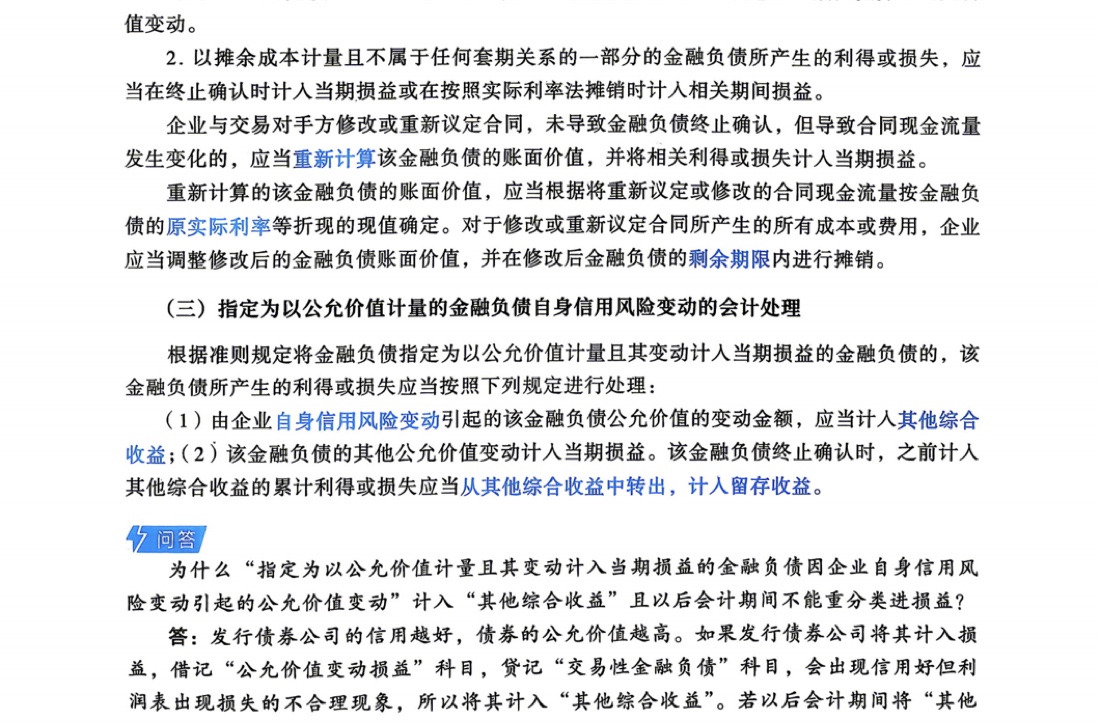 值变动。
2. 以摊余成本计量且不属于任何套期关系的一部分的金融负债所产生的利得或损失，应
当在终止确认时计入当期损益或在按照实际利率法摊销时计入相关期间损益。
企业与交易对手方修改或重新议定合同，未导致金融负债终止确认，但导致合同现金流量
发生变化的，应当重新计算该金融负债的账面价值，并将相关利得或损失计入当期损益。
重新计算的该金融负债的账面价值，应当根据将重新议定或修改的合同现金流量按金融负
债的原实际利率等折现的现值确定。对于修改或重新议定合同所产生的所有成本或费用，企业
应当调整修改后的金融负债账面价值，并在修改后金融负债的剩余期限内进行摊销。
（三）指定为以公允价值计量的金融负债自身信用风险变动的会计处理
根据准则规定将金融负债指定为以公允价值计量且其变动计入当期损益的金融负债的，该
金融负债所产生的利得或损失应当按照下列规定进行处理：
（1）由企业自身信用风险变动引起的该金融负债公允价值的变动金额，应当计入其他综合
收益；（2）该金融负债的其他公允价值变动计入当期损益。该金融负债终止确认时，之前计入
其他综合收益的累计利得或损失应当从其他综合收益中转出，计入留存收益。
问答
为什么“指定为以公允价值计量且其变动计入当期损益的金融负债因企业自身信用风
险变动引起的公允价值变动”计入“其他综合收益”且以后会计期间不能重分类进损益？
答：发行债券公司的信用越好，债券的公允价值越高。如果发行债券公司将其计入损
益，借记“公允价值变动损益”科目，贷记“交易性金融负债”科目，会出现信用好但利
润表出现损失的不合理现象，所以将其计入“其他综合收益”。若以后会计期间将“其他